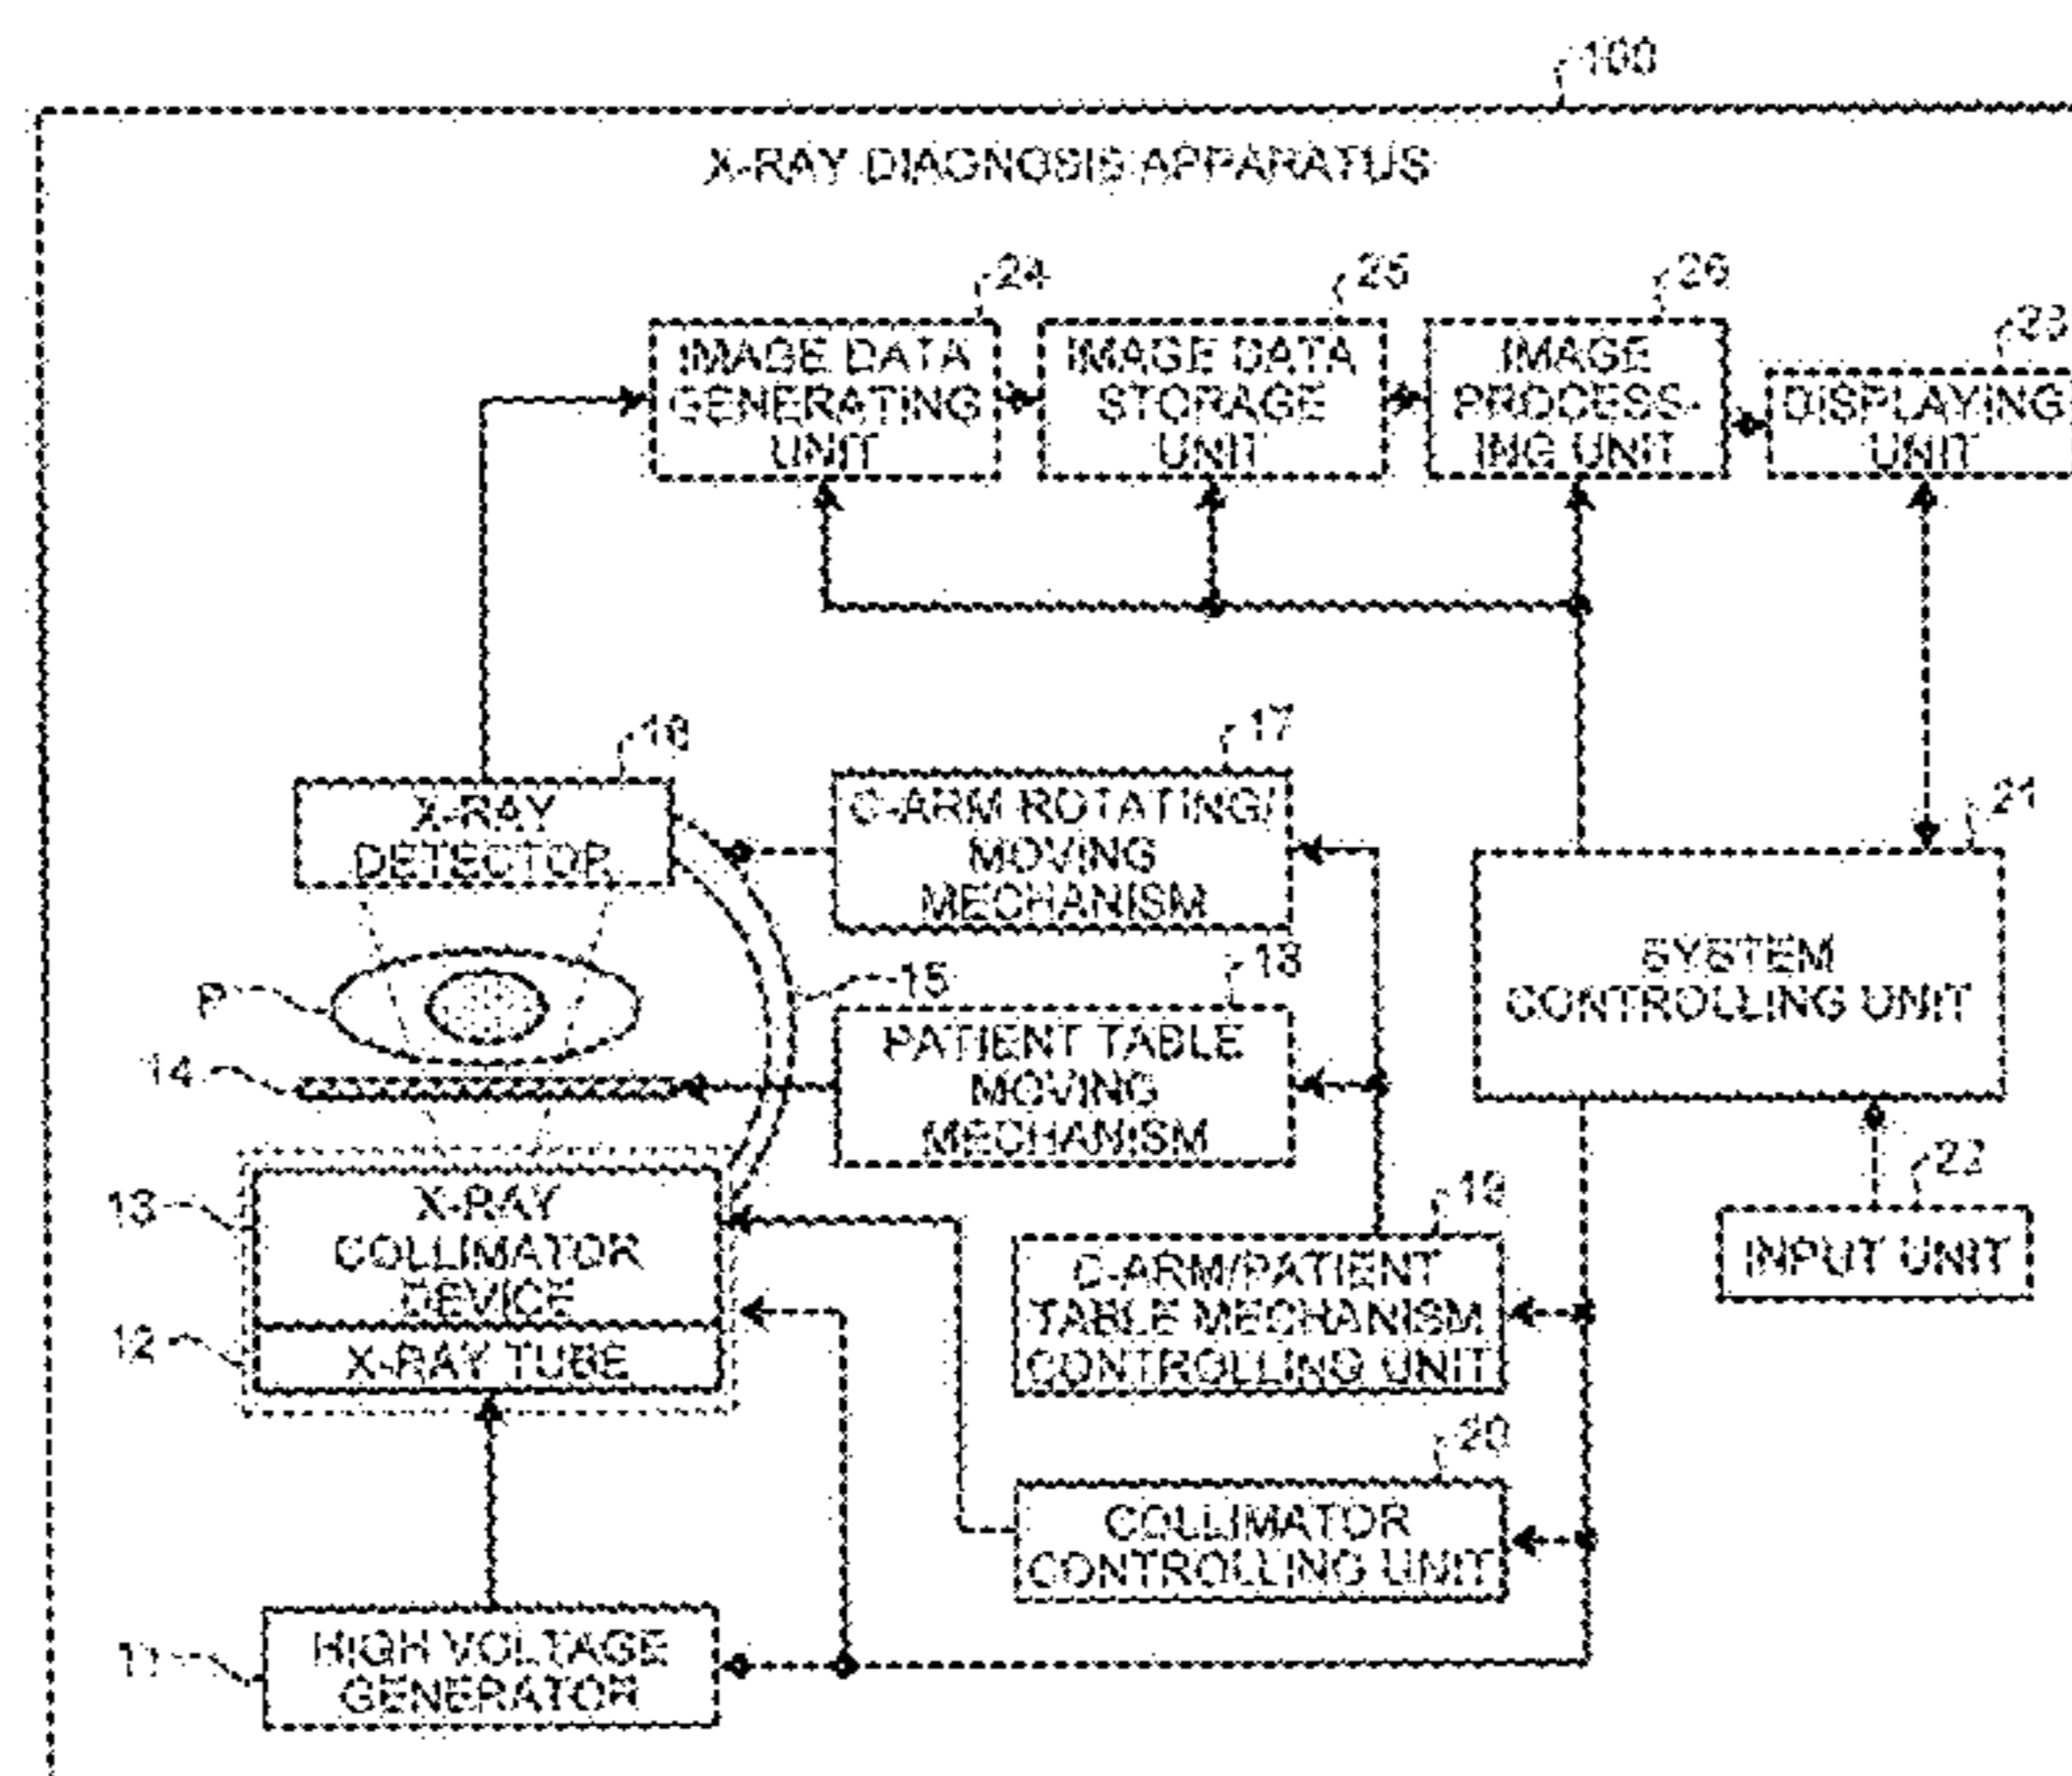 100
X-RAY DIAGNOSIS APPARATUS
24
25
26
23
IMAGE DATA
GENERATING
UNIT
IMAGE DATA
STORAGE
UNIT
IMAGE
PROCESS-
ING UNIT
DISPLAYING
UNIT
16
17
21
X-RAY
DETECTOR
C-ARM ROTATING/
MOVING
MECHANISM
SYSTEM
CONTROLLING UNIT
P
15
18
14
PATIENT TABLE
MOVING
MECHANISM
13
X-RAY
COLLIMATOR
DEVICE
12
X-RAY TUBE
19
C-ARM/PATIENT
TABLE MECHANISM
CONTROLLING UNIT
22
INPUT UNIT
20
COLLIMATOR
CONTROLLING UNIT
11
HIGH VOLTAGE
GENERATOR